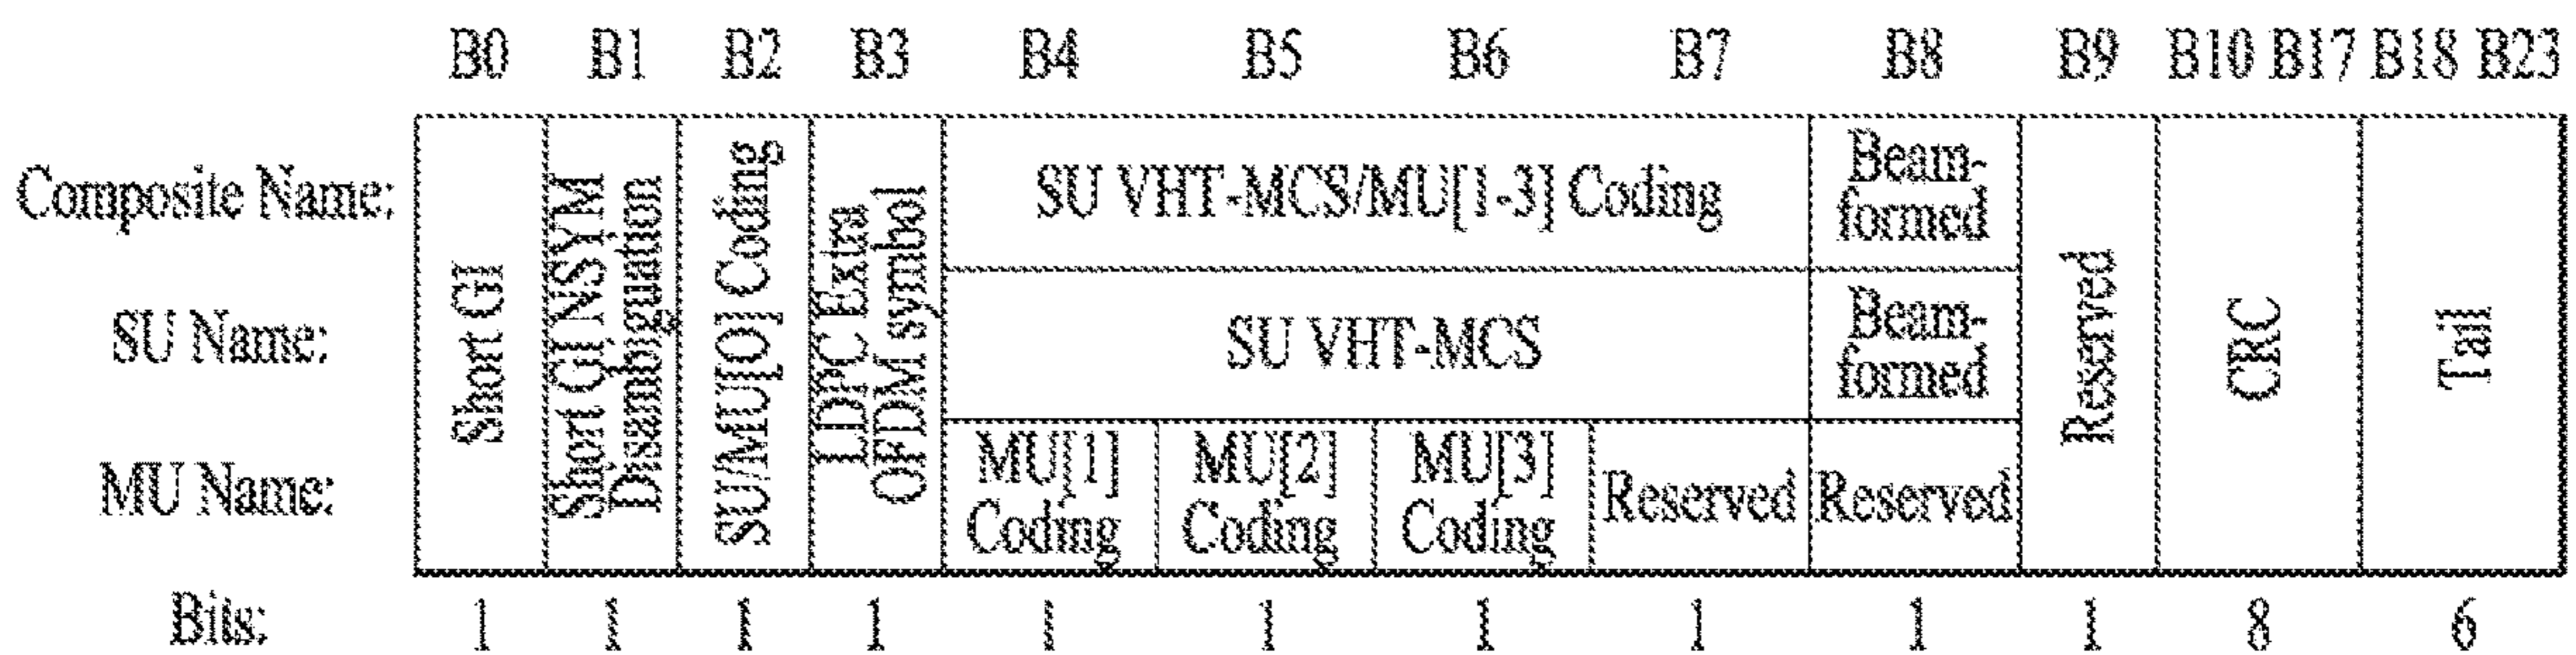 B0 B1 B2 B3 B4 B5 B6 B7 B8 B9 B10 B17 B18 B23
Composite Name:
SU Name:
MU Name:
Short GI
Short GI NSYM
Disambiguation
SU/MU[0] Coding
LDPC Extra
OFDM symbol
SU VHT-MCS/MU[1-3] Coding
Beam-
formed
SU VHT-MCS
Beam-
formed
MU[1]
Coding
MU[2]
Coding
MU[3]
Coding
Reserved
Reserved
Reserved
CRC
Tail
Bits: 1 1 1 1 1 1 1 1 1 1 8 6